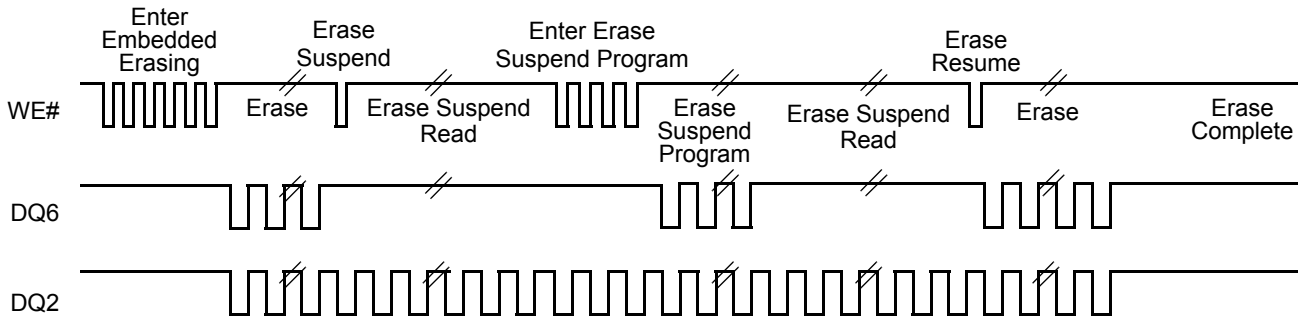 Enter
Embedded
Erasing
Erase
Suspend
Enter Erase
Suspend Program
Erase
Resume
WE#
Erase
Erase Suspend
Read
Erase
Suspend
Program
Erase Suspend
Read
Erase
Erase
Complete
DQ6
DQ2